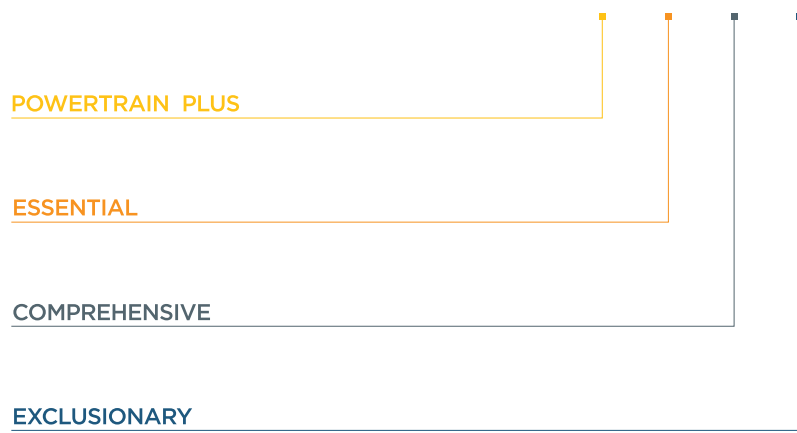 POWERTRAIN PLUS
ESSENTIAL
COMPREHENSIVE
EXCLUSIONARY